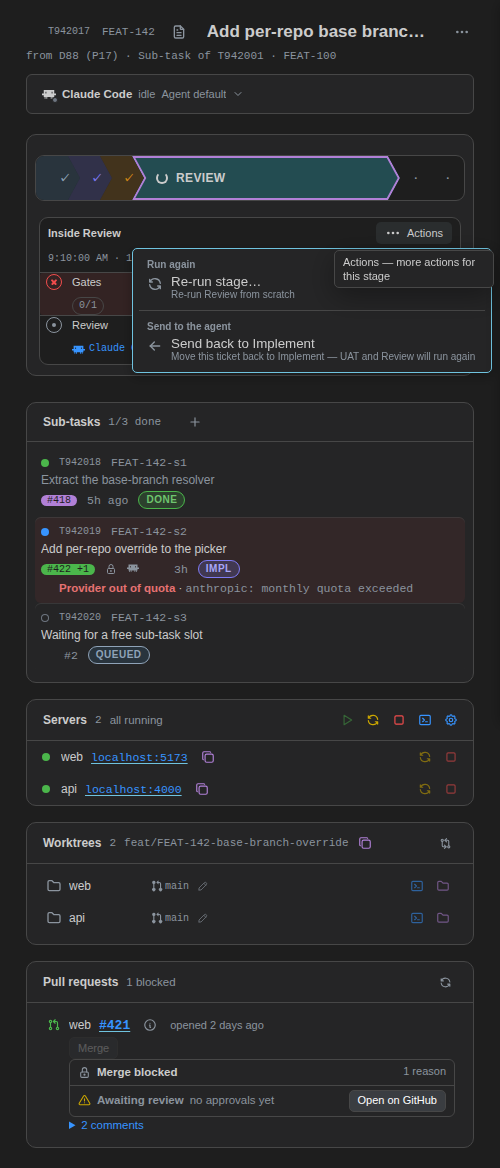 T942017 FEAT-142 Add per-repo base branc… ···
from D88 (P17) · Sub-task of T942001 · FEAT-100
Claude Code idle Agent default
REVIEW · ·
Inside Review ··· Actions
9:10:00 AM · 1
Gates
0/1
Review
Claude
Actions — more actions for
this stage
Run again
Re-run stage…
Re-run Review from scratch
Send to the agent
Send back to Implement
Move this ticket back to Implement — UAT and Review will run again
Sub-tasks 1/3 done +
T942018 FEAT-142-s1
Extract the base-branch resolver
#418 5h ago DONE
T942019 FEAT-142-s2
Add per-repo override to the picker
#422 +1 3h IMPL
Provider out of quota · anthropic: monthly quota exceeded
T942020 FEAT-142-s3
Waiting for a free sub-task slot
#2 QUEUED
Servers 2 all running
web localhost:5173
api localhost:4000
Worktrees 2 feat/FEAT-142-base-branch-override
web main
api main
Pull requests 1 blocked
web #421 opened 2 days ago
Merge
Merge blocked 1 reason
Awaiting review no approvals yet Open on GitHub
2 comments